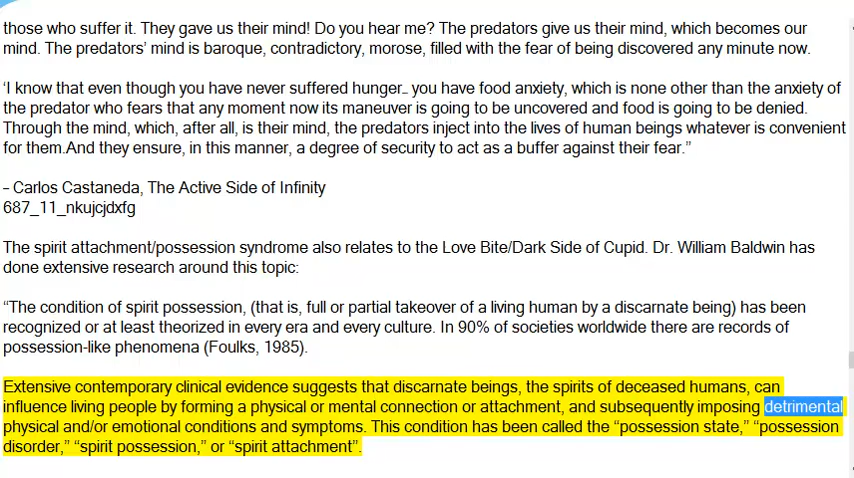 those who suffer it. They gave us their mind! Do you hear me? The predators give us their mind, which becomes our
mind. The predators’ mind is baroque, contradictory, morose, filled with the fear of being discovered any minute now.
‘I know that even though you have never suffered hunger.. you have food anxiety, which is none other than the anxiety of
the predator who fears that any moment now its maneuver is going to be uncovered and food is going to be denied.
Through the mind, which, after all, is their mind, the predators inject into the lives of human beings whatever is convenient
for them.And they ensure, in this manner, a degree of security to act as a buffer against their fear.”
– Carlos Castaneda, The Active Side of Infinity
687_11_nkujcjdxfg
The spirit attachment/possession syndrome also relates to the Love Bite/Dark Side of Cupid. Dr. William Baldwin has
done extensive research around this topic:
“The condition of spirit possession, (that is, full or partial takeover of a living human by a discarnate being) has been
recognized or at least theorized in every era and every culture. In 90% of societies worldwide there are records of
possession-like phenomena (Foulks, 1985).
Extensive contemporary clinical evidence suggests that discarnate beings, the spirits of deceased humans, can
influence living people by forming a physical or mental connection or attachment, and subsequently imposing detrimental
physical and/or emotional conditions and symptoms. This condition has been called the “possession state,” “possession
disorder,” “spirit possession,” or “spirit attachment”.